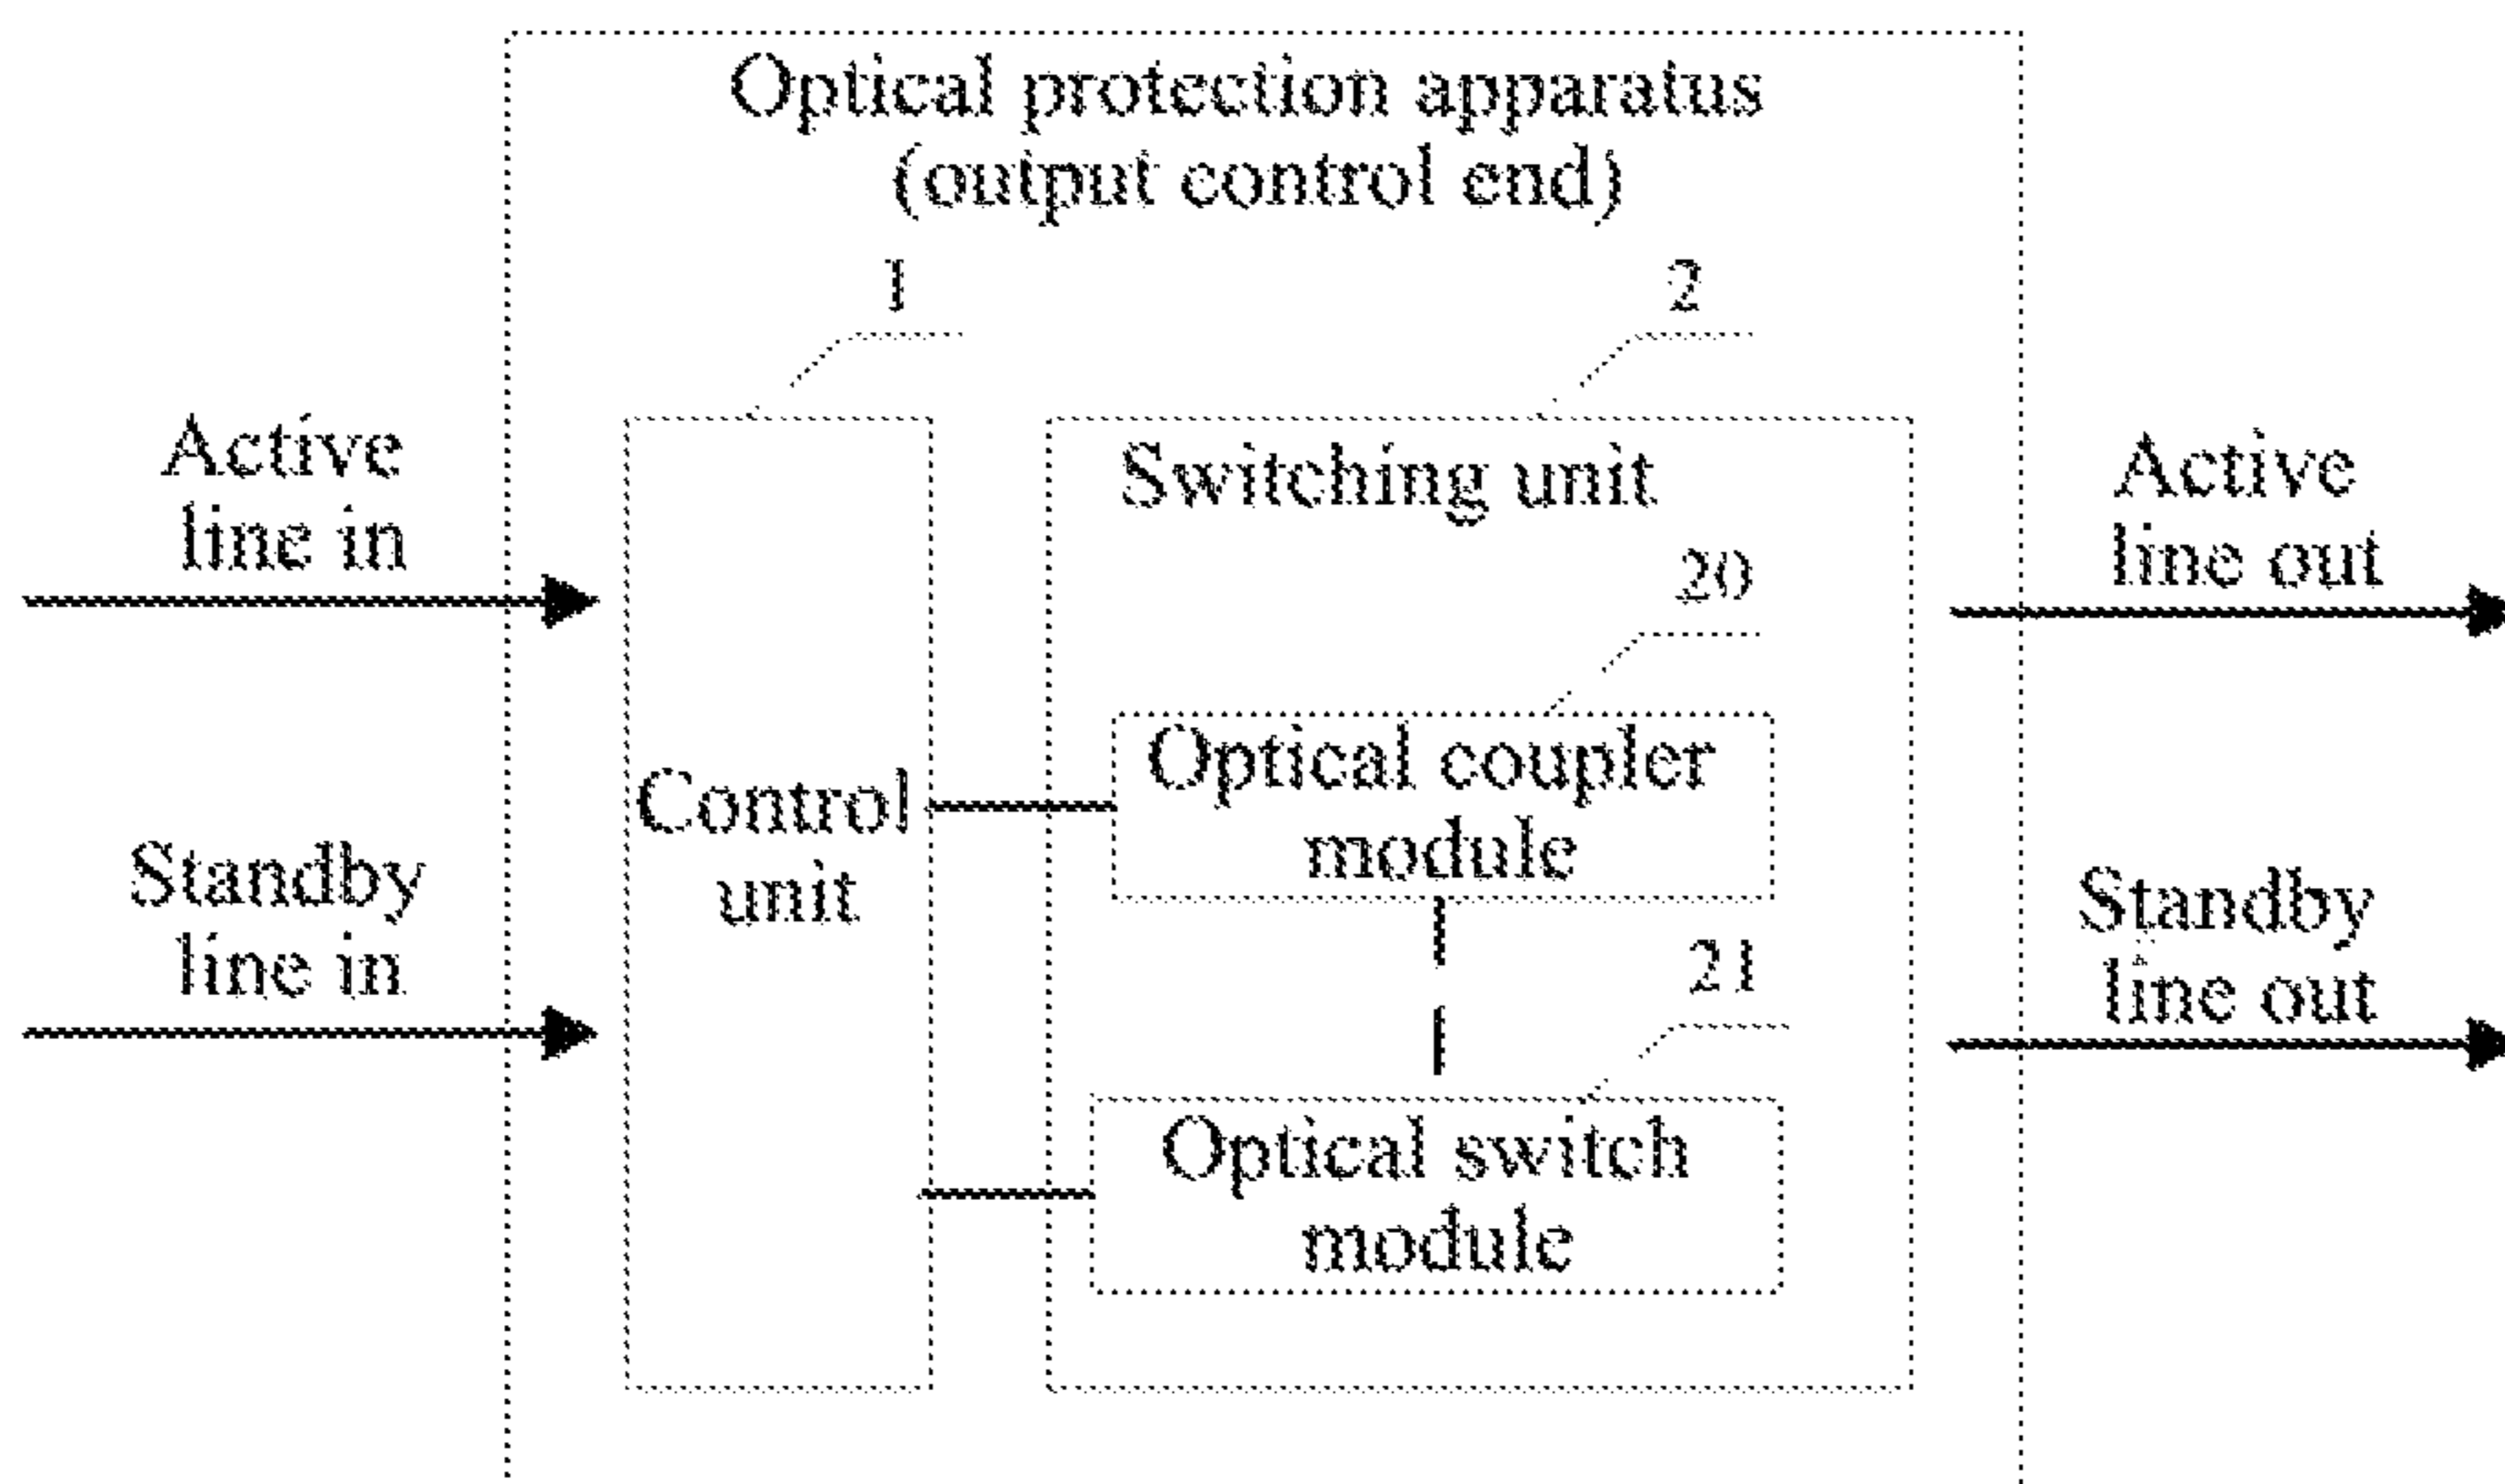 Optical protection apparatus
(output control end)
1
2
Active
line in
Switching unit
Active
line out
20
Optical coupler
module
Control
unit
Standby
line in
Standby
line out
21
Optical switch
module